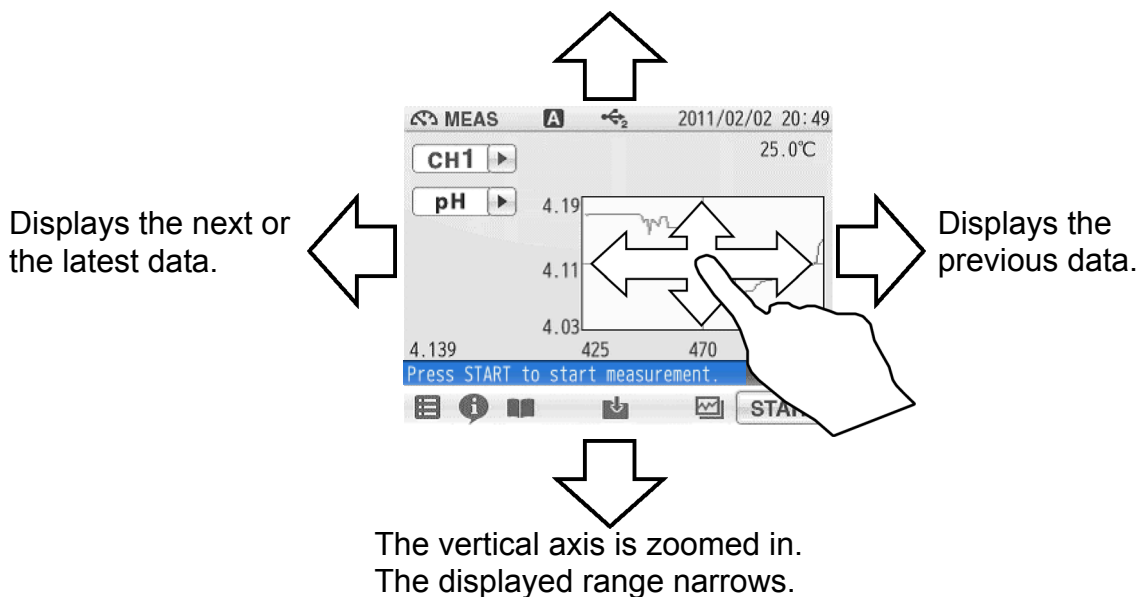 MEAS A 2 2011/02/02 20:49
CH1 25.0℃
pH 4.19
4.11
4.03
4.139 425 470
Press START to start measurement.
Displays the next or
the latest data.
Displays the
previous data.
The vertical axis is zoomed in.
The displayed range narrows.